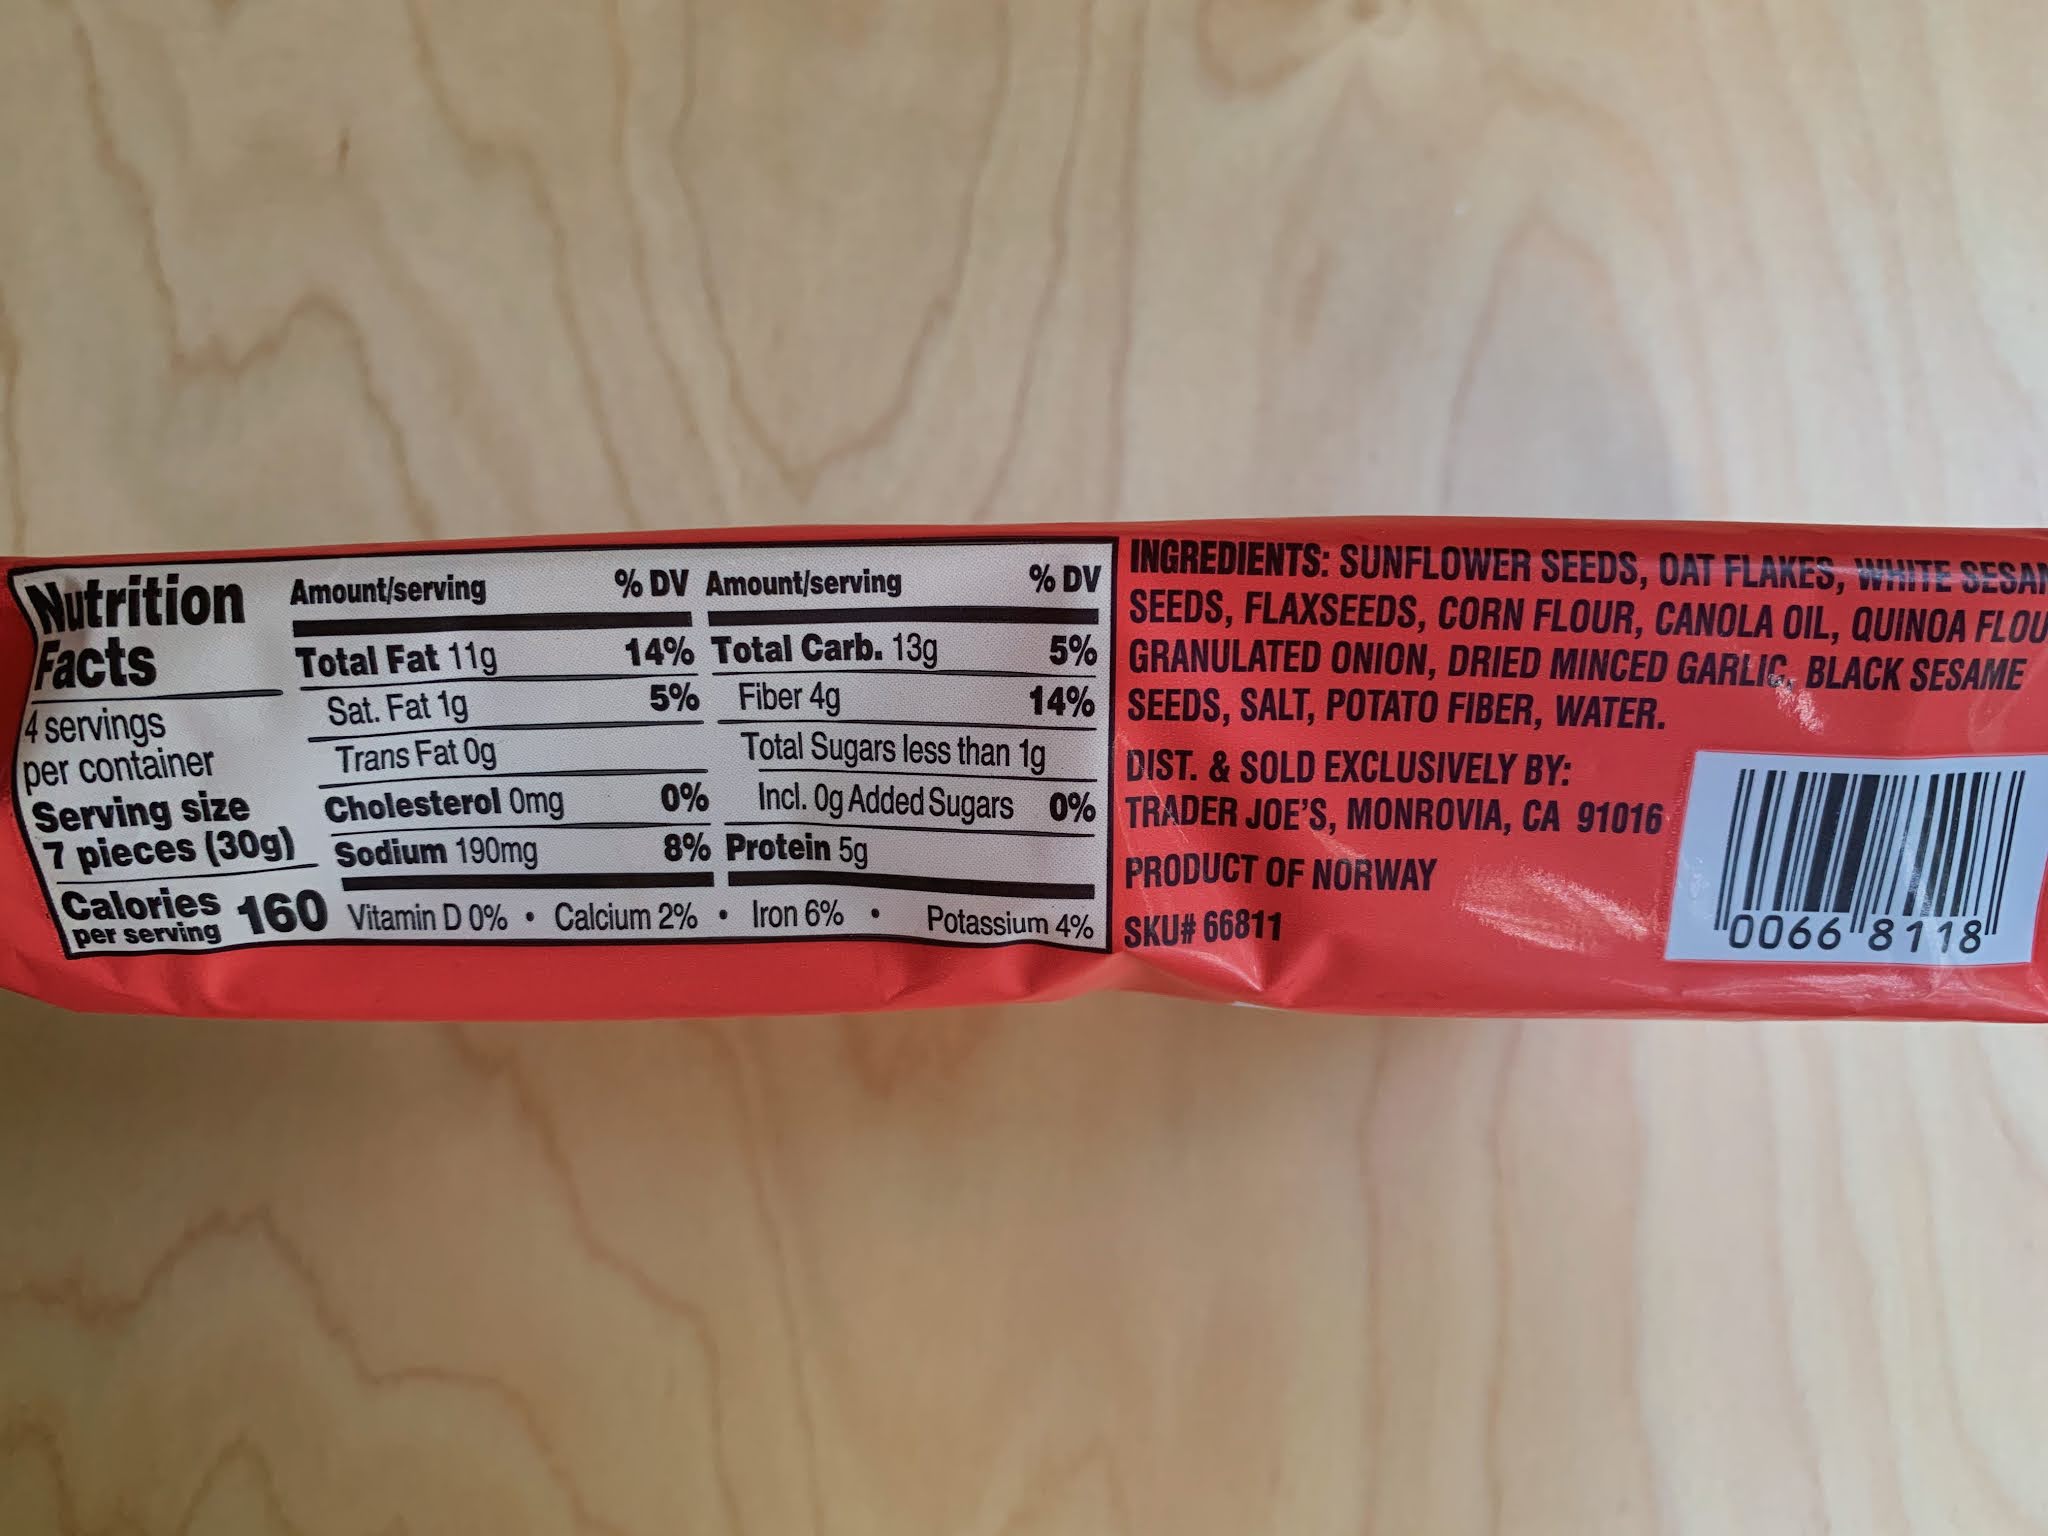 Nutrition
Facts
4 servings
per container
Serving size
7 pieces (30g)
Calories
per serving
160
Amount/serving % DV
Total Fat 11g 14%
Sat. Fat 1g 5%
Trans Fat 0g
Cholesterol 0mg 0%
Sodium 190mg 8%
Amount/serving % DV
Total Carb. 13g 5%
Fiber 4g 14%
Total Sugars less than 1g
Incl. 0g Added Sugars 0%
Protein 5g
Vitamin D 0% • Calcium 2% • Iron 6% • Potassium 4%
INGREDIENTS: SUNFLOWER SEEDS, OAT FLAKES, WHITE SESAM
SEEDS, FLAXSEEDS, CORN FLOUR, CANOLA OIL, QUINOA FLOU
GRANULATED ONION, DRIED MINCED GARLIC, BLACK SESAME
SEEDS, SALT, POTATO FIBER, WATER.
DIST. & SOLD EXCLUSIVELY BY:
TRADER JOE'S, MONROVIA, CA 91016
PRODUCT OF NORWAY
SKU# 66811
0066 8118